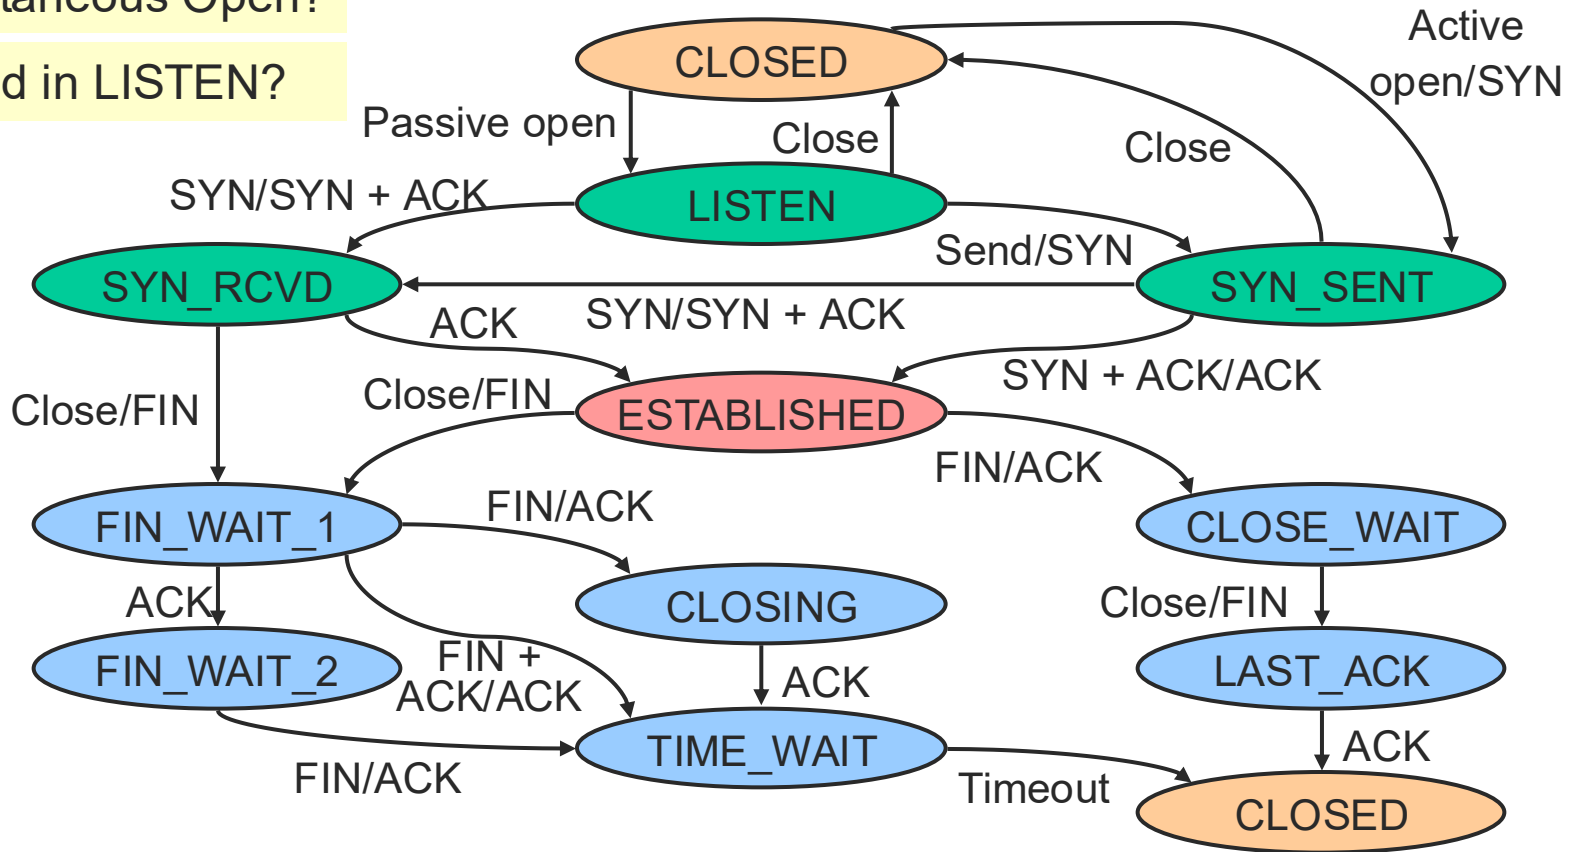 Open?
d in LISTEN?
CLOSED
Active
open/SYN
Passive open
Close
Close
SYN/SYN + ACK
LISTEN
Send/SYN
SYN_RCVD
SYN_SENT
ACK
SYN/SYN + ACK
SYN + ACK/ACK
Close/FIN
Close/FIN
ESTABLISHED
FIN/ACK
FIN/ACK
FIN_WAIT_1
CLOSE_WAIT
ACK
CLOSING
Close/FIN
FIN_WAIT_2
FIN +
ACK/ACK
ACK
LAST_ACK
TIME_WAIT
ACK
FIN/ACK
Timeout
CLOSED